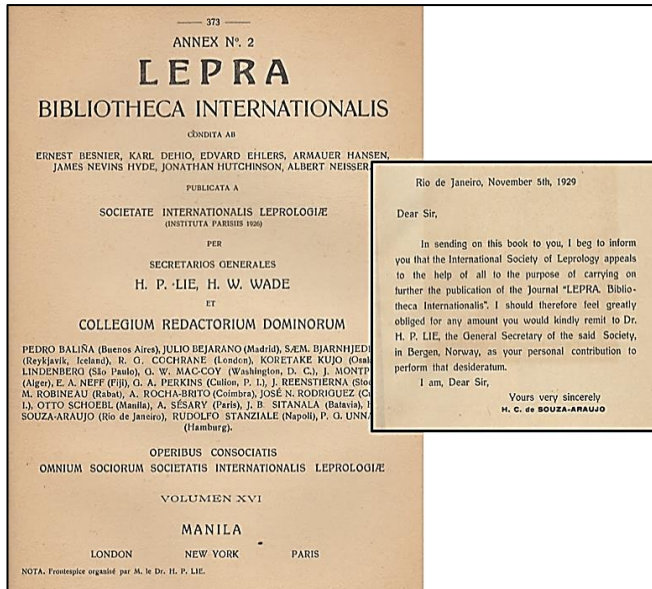 — 373 —
ANNEX Nº. 2
LEPRA
BIBLIOTHECA INTERNATIONALIS
CONDITA AB
ERNEST BESNIER, KARL DEHIO, EDVARD EHLERS, ARMAUER HANSEN,
JAMES NEVINS HYDE, JONATHAN HUTCHINSON, ALBERT NEISSER
PUBLICATA A
SOCIETATE INTERNATIONALIS LEPROLOGIÆ
(INSTITUTA PARISIIS 1926)
PER
SECRETARIOS GENERALES
H. P. LIE, H. W. WADE
ET
COLLEGIUM REDACTORIUM DOMINORUM
PEDRO BALIÑA (Buenos Aires), JULIO BEJARANO (Madrid), SÆM. BJARNHJEDI
(Reykjavik, Iceland), R. G. COCHRANE (London), KORETAKE KUJO (Osak
LINDENBERG (São Paulo), G. W. MAC-COY (Washington, D. C.), J. MONTP
(Alger), E. A. NEFF (Fiji), G. A. PERKINS (Culion, P. I.), J. REENSTIERNA (Stoc
M. ROBINEAU (Rabat), A. ROCHA-BRITO (Coimbra), JOSÉ N. RODRIGUEZ (C
I.), OTTO SCHOEBL (Manila), A. SÉSARY (Paris), J. B. SITANALA (Batavia),
SOUZA-ARAUJO (Rio de Janeiro), RUDOLFO STANZIALE (Napoli), P. G. UNNA
(Hamburg).
OPERIBUS CONSOCIATIS
OMNIUM SOCIORUM SOCIETATIS INTERNATIONALIS LEPROLOGIÆ
VOLUMEN XVI
MANILA
LONDON NEW YORK PARIS
NOTA. Frontespice organisé par M. le Dr. H. P. LIE.
Rio de Janeiro, November 5th, 1929
Dear Sir,
In sending on this book to you, I beg to inform
you that the International Society of Leprology appeals
to the help of all to the purpose of carrying on
further the publication of the Journal "LEPRA. Biblio-
theca Internationalis". I should therefore feel greatly
obliged for any amount you would kindly remit to Dr.
H. P. LIE, the General Secretary of the said Society,
in Bergen, Norway, as your personal contribution to
perform that desideratum.
I am, Dear Sir,
Yours very sincerely
H. C. de SOUZA-ARAUJO